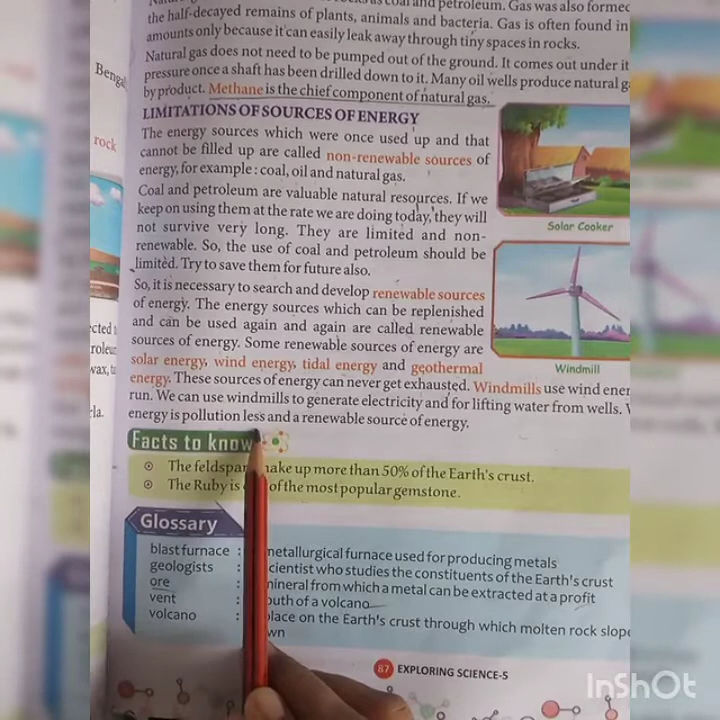 rocks as coal and petroleum. Gas was also formed
the half-decayed remains of plants, animals and bacteria. Gas is often found in
amounts only because it can easily leak away through tiny spaces in rocks.
Natural gas does not need to be pumped out of the ground. It comes out under it
pressure once a shaft has been drilled down to it. Many oil wells produce natural g
by product. Methane is the chief component of natural gas.
LIMITATIONS OF SOURCES OF ENERGY
The energy sources which were once used up and that
cannot be filled up are called non-renewable sources of
energy, for example : coal, oil and natural gas.
Coal and petroleum are valuable natural resources. If we
keep on using them at the rate we are doing today, they will
not survive very long. They are limited and non-
renewable. So, the use of coal and petroleum should be
limited. Try to save them for future also.
Solar Cooker
So, it is necessary to search and develop renewable sources
of energy. The energy sources which can be replenished
and can be used again and again are called renewable
sources of energy. Some renewable sources of energy are
solar energy, wind energy, tidal energy and geothermal
Windmill
energy. These sources of energy can never get exhausted. Windmills use wind ener
run. We can use windmills to generate electricity and for lifting water from wells.
energy is pollution less and a renewable source of energy.
Facts to know
The feldspar make up more than 50% of the Earth's crust.
The Ruby is of the most popular gemstone.
Glossary
blast furnace : metallurgical furnace used for producing metals
geologists : scientist who studies the constituents of the Earth's crust
ore : mineral from which a metal can be extracted at a profit
vent : outh of a volcano
volcano : place on the Earth's crust through which molten rock slope
wn
87 EXPLORING SCIENCE-5
Benga
rock
cted
roleu
wax,
la.
InShOt